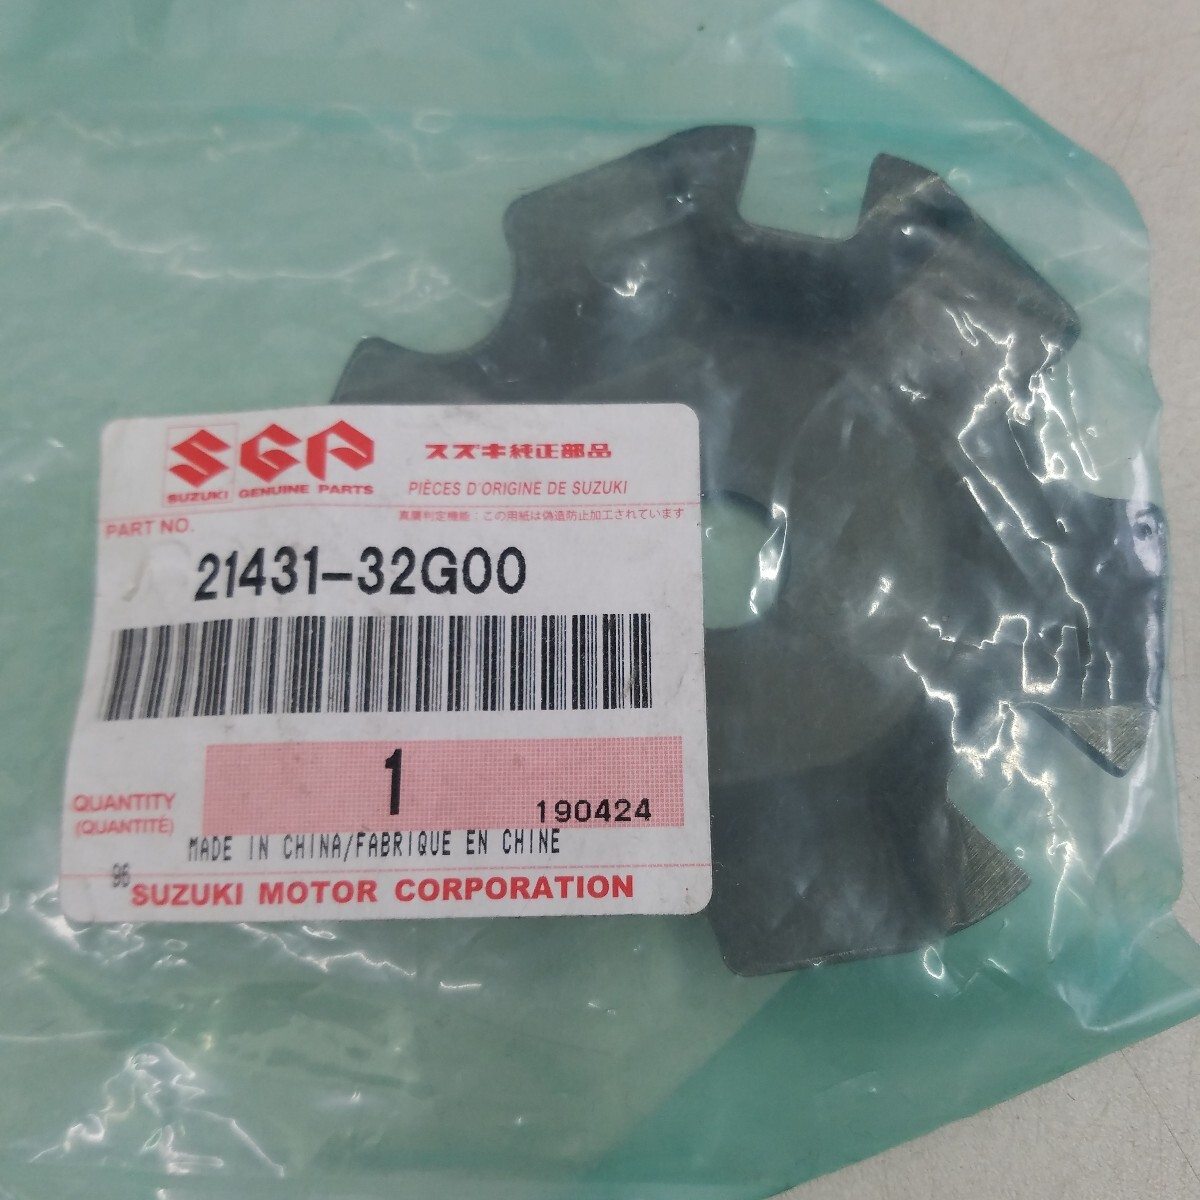 SGP スズキ純正部品
SUZUKI GENUINE PARTS PIÈCES D'ORIGINE DE SUZUKI
真贋判定機能：この用紙は偽造防止加工されています
PART NO.
21431-32G00
QUANTITY 1
(QUANTITÉ) 190424
MADE IN CHINA/FABRIQUE EN CHINE
96
SUZUKI MOTOR CORPORATION